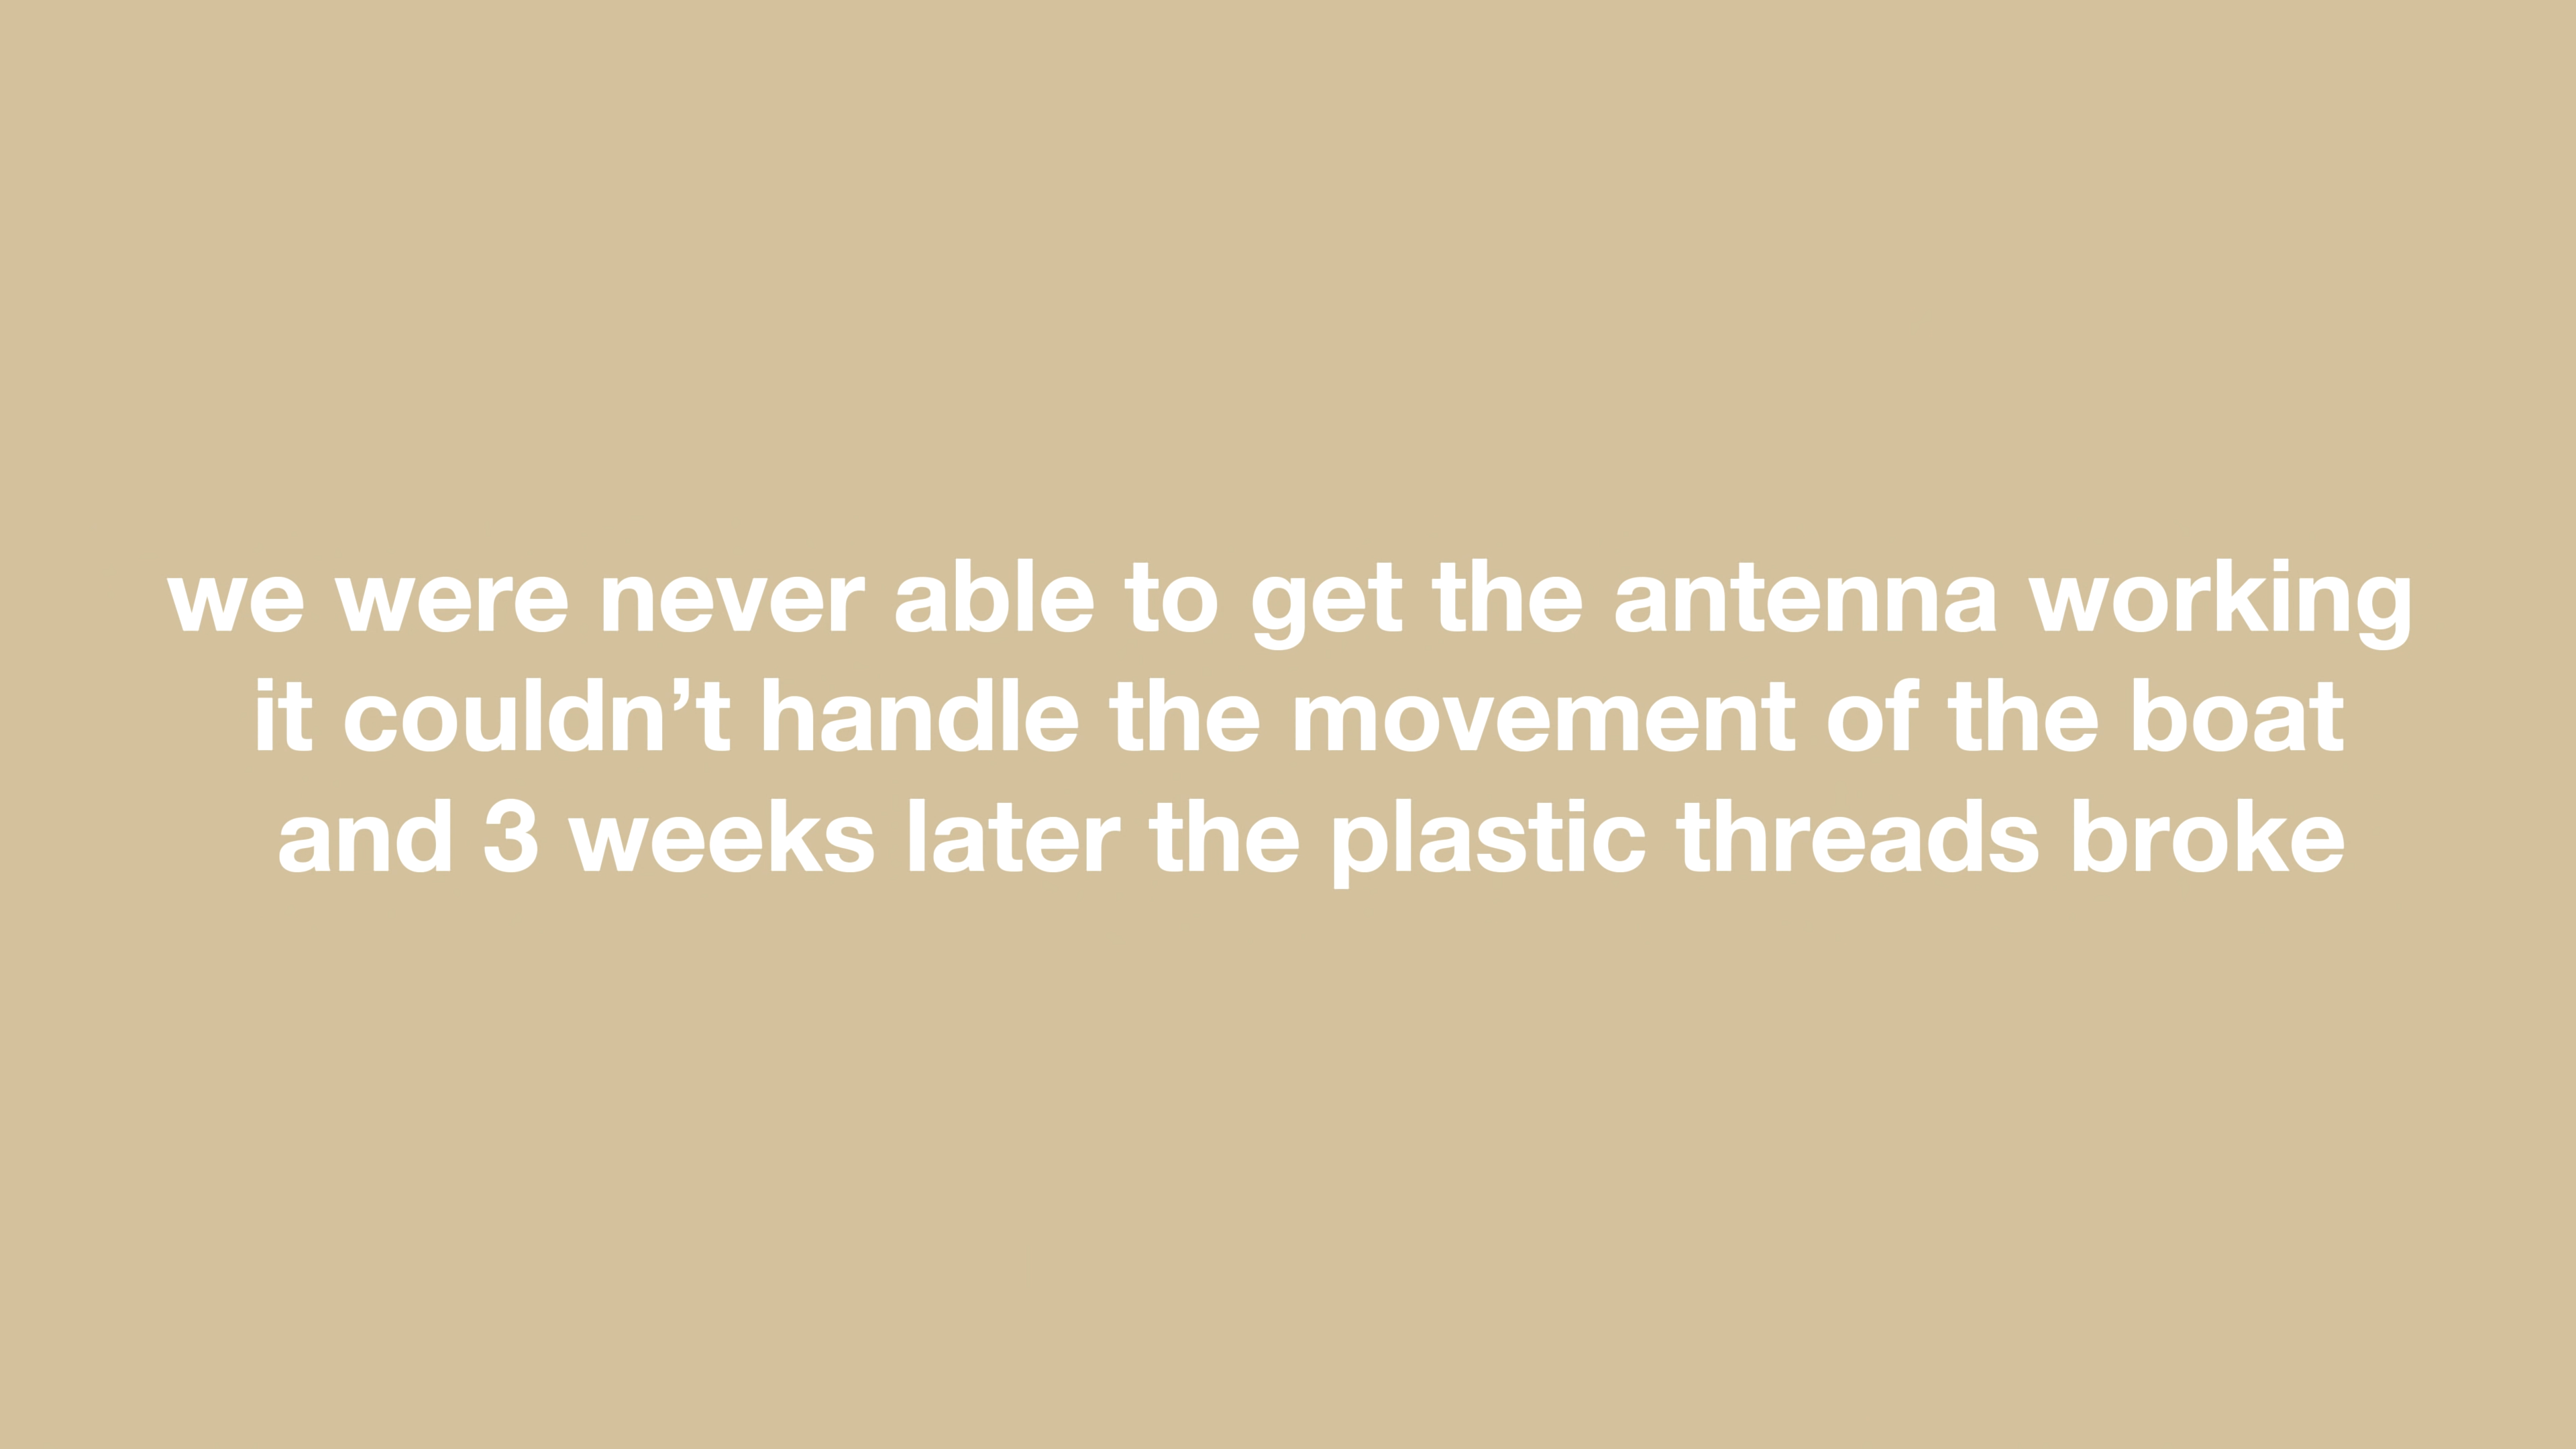 we were never able to get the antenna working
it couldn’t handle the movement of the boat
and 3 weeks later the plastic threads broke